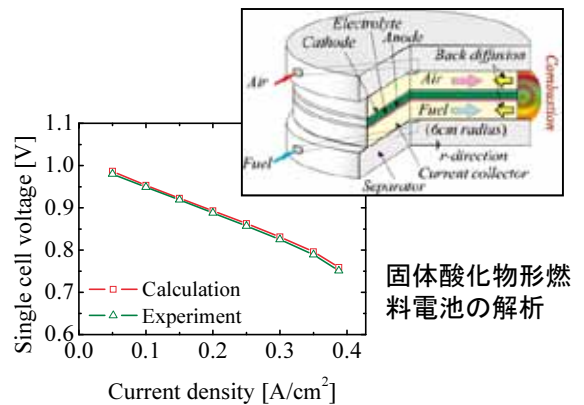 Electrolyte
Anode
Cathode
Back diffusion
Air
Air
Combustion
Fuel
Fuel
(6cm radius)
r-direction
Current collector
Separator
Single cell voltage [V]
1.1
1.0
0.9
0.8
0.7
0.6
Calculation
Experiment
0.0 0.1 0.2 0.3 0.4
Current density [A/cm²]
固体酸化物形燃
料電池の解析